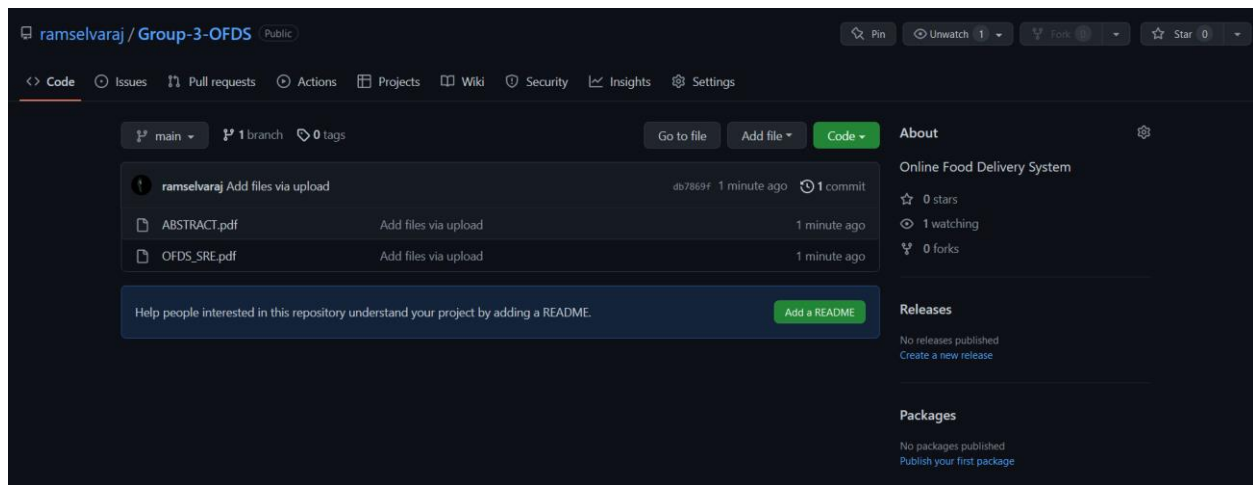 ramselvaraj / Group-3-OFDS Public Pin Unwatch 1 Fork 0 Star 0
<> Code Issues Pull requests Actions Projects Wiki Security Insights Settings
main 1 branch 0 tags Go to file Add file Code
ramselvaraj Add files via upload db7869f 1 minute ago 1 commit
ABSTRACT.pdf Add files via upload 1 minute ago
OFDS_SRE.pdf Add files via upload 1 minute ago
Help people interested in this repository understand your project by adding a README. Add a README
About
Online Food Delivery System
0 stars
1 watching
0 forks
Releases
No releases published
Create a new release
Packages
No packages published
Publish your first package